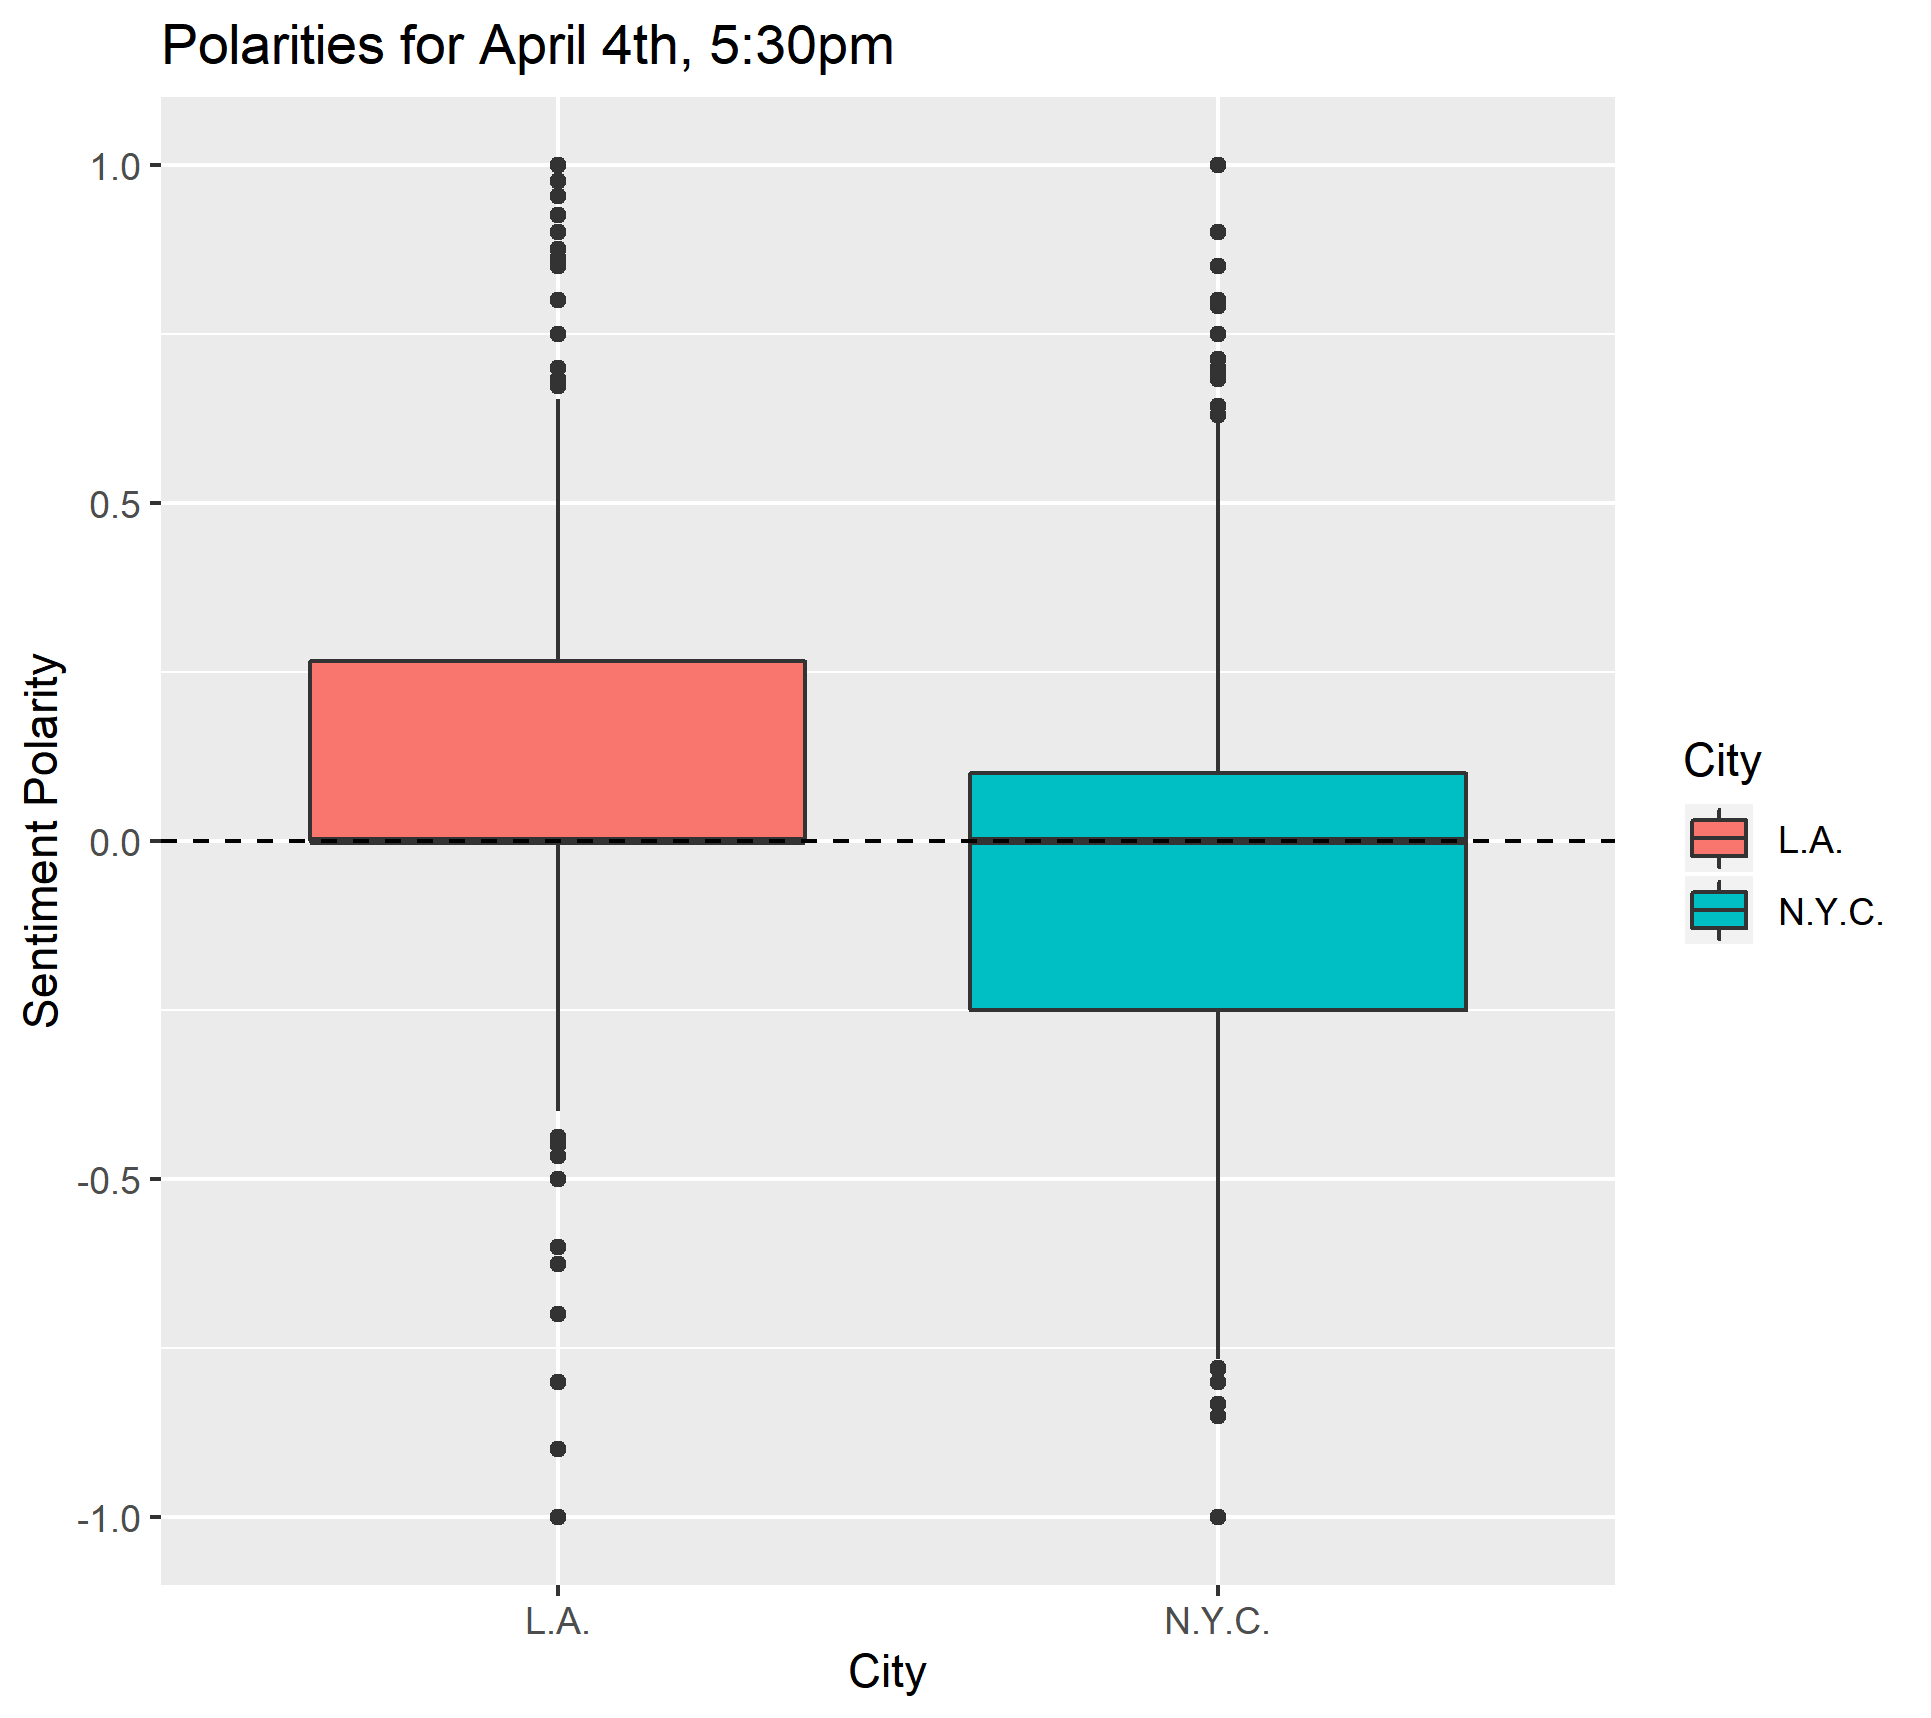 Polarities for April 4th, 5:30pm
1.0
0.5
0.0
-0.5
-1.0
Sentiment Polarity
L.A.
N.Y.C.
City
City
L.A.
N.Y.C.